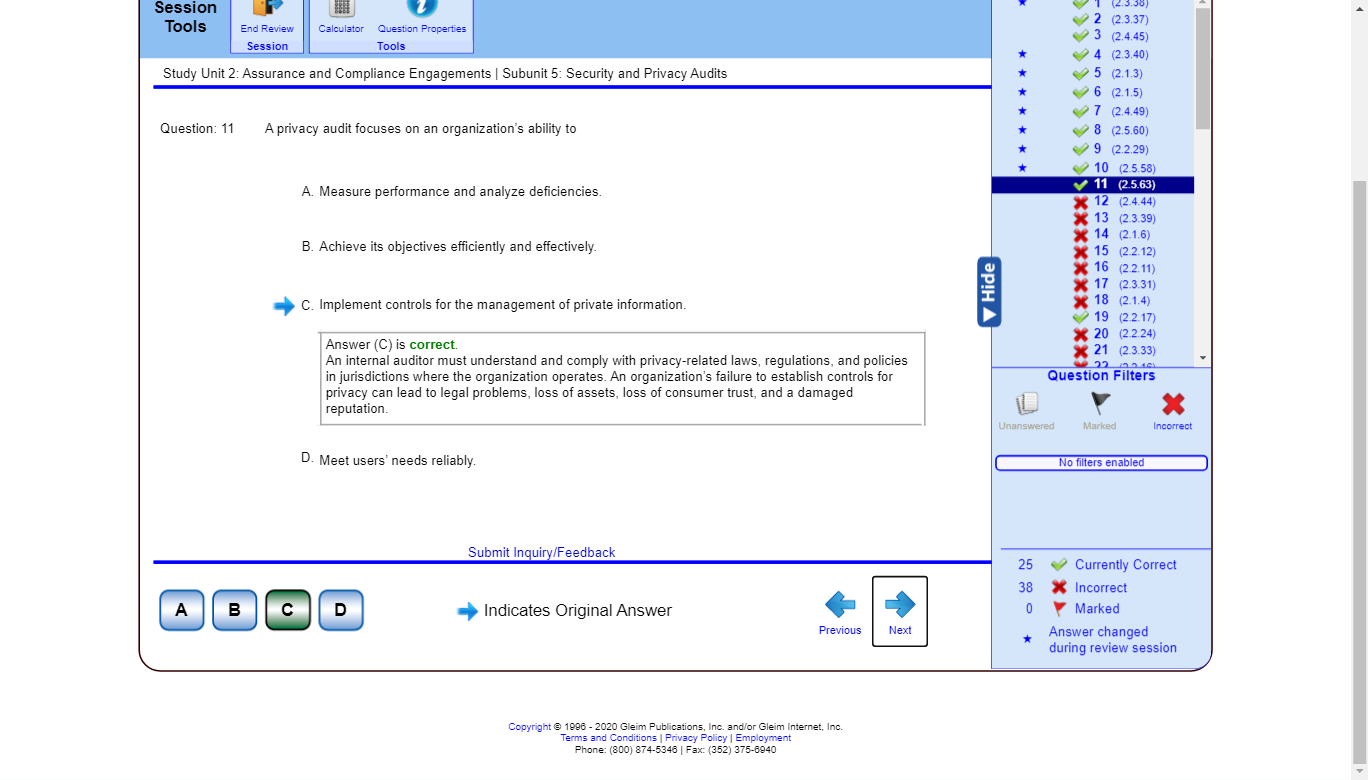 Session
Tools
End Review
Session
Calculator
Question Properties
Tools
Study Unit 2: Assurance and Compliance Engagements | Subunit 5: Security and Privacy Audits
Question: 11
A privacy audit focuses on an organization's ability to
A. Measure performance and analyze deficiencies.
B. Achieve its objectives efficiently and effectively.
C. Implement controls for the management of private information.
Answer (C) is correct.
An internal auditor must understand and comply with privacy-related laws, regulations, and policies
in jurisdictions where the organization operates. An organization's failure to establish controls for
privacy can lead to legal problems, loss of assets, loss of consumer trust, and a damaged
reputation.
D. Meet users' needs reliably.
Submit Inquiry/Feedback
A
B
C
D
Indicates Original Answer
Previous
Next
1 (2.3.38)
2 (2.3.37)
3 (2.4.45)
4 (2.3.40)
5 (2.1.3)
6 (2.1.5)
7 (2.4.49)
8 (2.5.60)
9 (2.2.29)
10 (2.5.58)
11 (2.5.63)
12 (2.4.44)
13 (2.3.39)
14 (2.1.6)
15 (2.2.12)
16 (2.2.11)
17 (2.3.31)
18 (2.1.4)
19 (2.2.17)
20 (2.2.24)
21 (2.3.33)
Hide
Question Filters
Unanswered
Marked
Incorrect
No filters enabled
25 Currently Correct
38 Incorrect
0 Marked
Answer changed
during review session
Copyright © 1996 - 2020 Gleim Publications, Inc. and/or Gleim Internet, Inc.
Terms and Conditions | Privacy Policy | Employment
Phone: (800) 874-5346 | Fax: (352) 375-6940